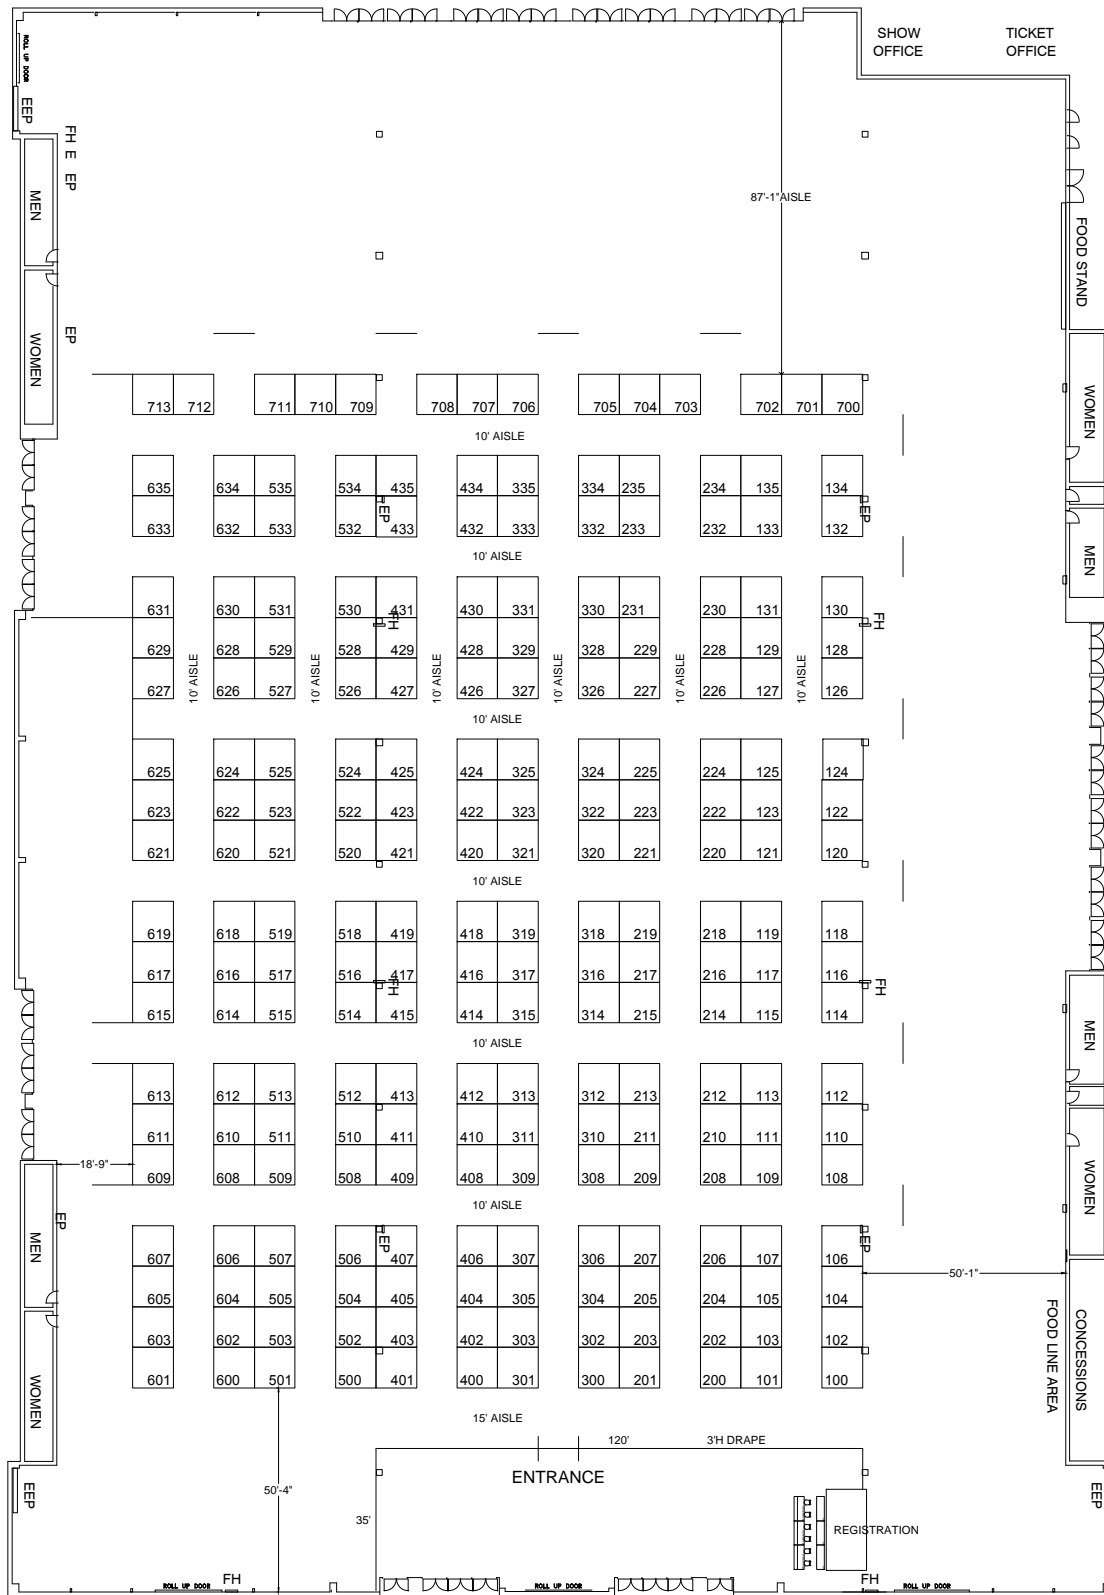 SHOW
OFFICE
TICKET
OFFICE
ROLL UP DOOR
EEP
FH E EP
MEN
87'-1"AISLE
FOOD STAND
WOMEN
EP
WOMEN
713 712 711 710 709 708 707 706 705 704 703 702 701 700
10' AISLE
635 634 535 534 435 434 335 334 235 234 135 134
EP EP
633 632 533 532 433 432 333 332 233 232 133 132
MEN
10' AISLE
631 630 531 530 431 430 331 330 231 230 131 130
FH FH
629 628 529 528 429 428 329 328 229 228 129 128
10' AISLE 10' AISLE 10' AISLE 10' AISLE 10' AISLE 10' AISLE
627 626 527 526 427 426 327 326 227 226 127 126
10' AISLE
625 624 525 524 425 424 325 324 225 224 125 124
623 622 523 522 423 422 323 322 223 222 123 122
621 620 521 520 421 420 321 320 221 220 121 120
10' AISLE
619 618 519 518 419 418 319 318 219 218 119 118
617 616 517 516 417 416 317 316 217 216 117 116
FH FH
615 614 515 514 415 414 315 314 215 214 115 114
MEN
10' AISLE
613 612 513 512 413 412 313 312 213 212 113 112
611 610 511 510 411 410 311 310 211 210 111 110
18'-9"
609 608 509 508 409 408 309 308 209 208 109 108
WOMEN
10' AISLE
EP
MEN
EP EP
607 606 507 506 407 406 307 306 207 206 107 106
50'-1"
605 604 505 504 405 404 305 304 205 204 105 104
603 602 503 502 403 402 303 302 203 202 103 102
FOOD LINE AREA
CONCESSIONS
601 600 501 500 401 400 301 300 201 200 101 100
WOMEN
15' AISLE
120' 3'H DRAPE
ENTRANCE
EEP
50'-4"
EEP
35'
REGISTRATION
FH
FH
ROLL UP DOOR
ROLL UP DOOR
ROLL UP DOOR